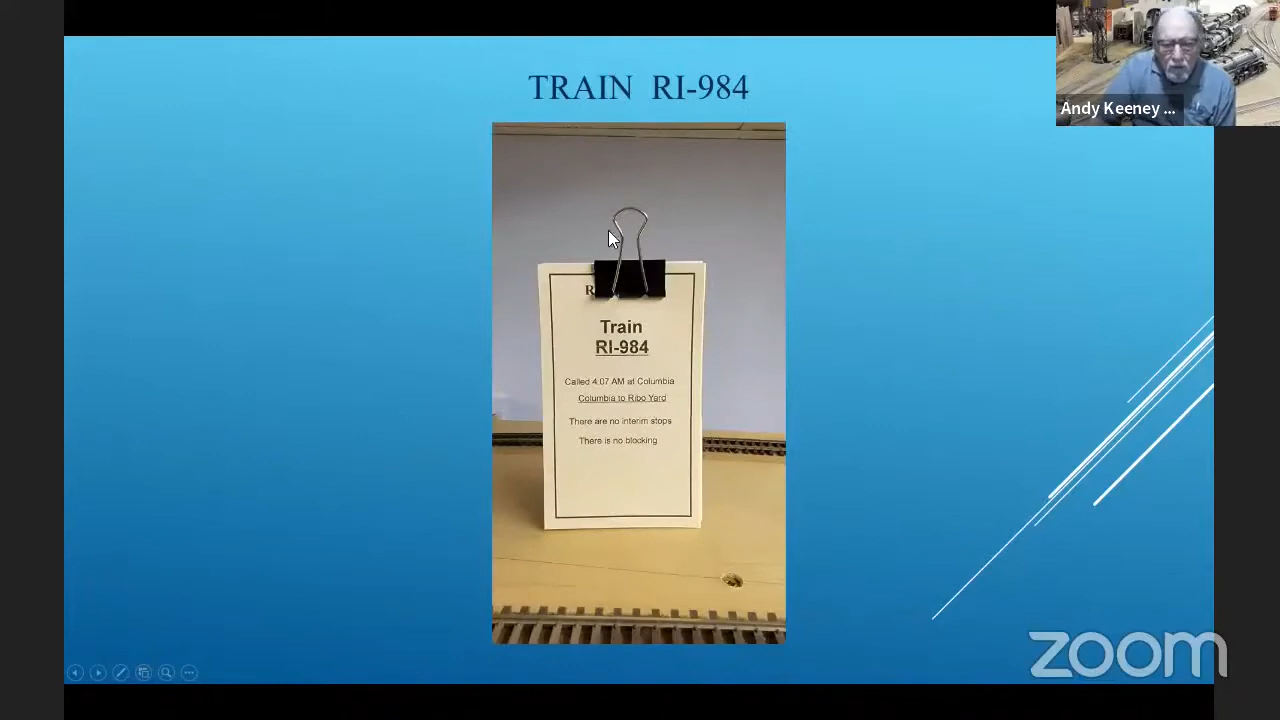 TRAIN RI-984
Andy Keeney ...
Train
RI-984
Called 4:07 AM at Columbia
Columbia to Ribo Yard
There are no interim stops
There is no blocking
zoom